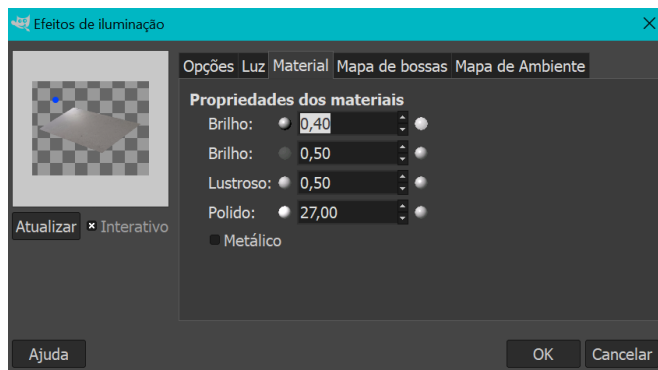 Efeitos de iluminação
Opções Luz Material Mapa de bossas Mapa de Ambiente
Propriedades dos materiais
Brilho: 0,40
Brilho: 0,50
Lustroso: 0,50
Polido: 27,00
Metálico
Atualizar Interativo
Ajuda OK Cancelar